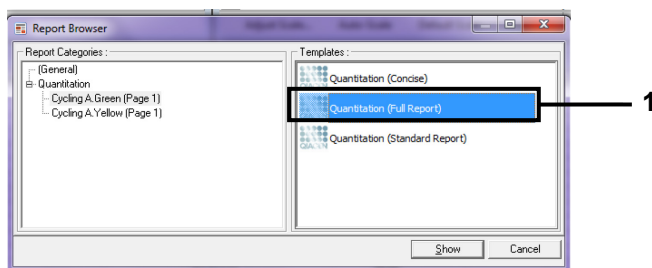 Report Browser
Report Categories :
(General)
Quantitation
Cycling A.Green (Page 1)
Cycling A.Yellow (Page 1)
Templates :
Quantitation (Concise)
Quantitation (Full Report)
Quantitation (Standard Report)
1
Show
Cancel